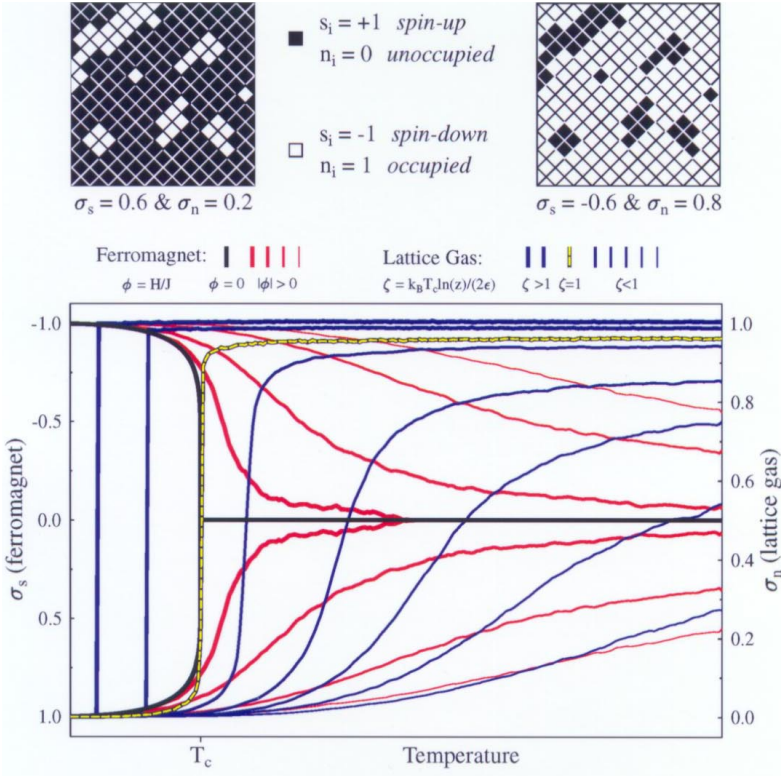 s_i = +1 spin-up
n_i = 0 unoccupied
s_i = -1 spin-down
n_i = 1 occupied
σ_s = 0.6 & σ_n = 0.2
σ_s = -0.6 & σ_n = 0.8
Ferromagnet:
Lattice Gas:
ϕ = H/J
ϕ = 0
|ϕ| > 0
ζ = k_BT_cln(z)/(2ϵ)
ζ >1
ζ=1
ζ<1
-1.0
-0.5
0.0
0.5
1.0
σ_s (ferromagnet)
1.0
0.8
0.6
0.4
0.2
0.0
σ_n (lattice gas)
T_c
Temperature